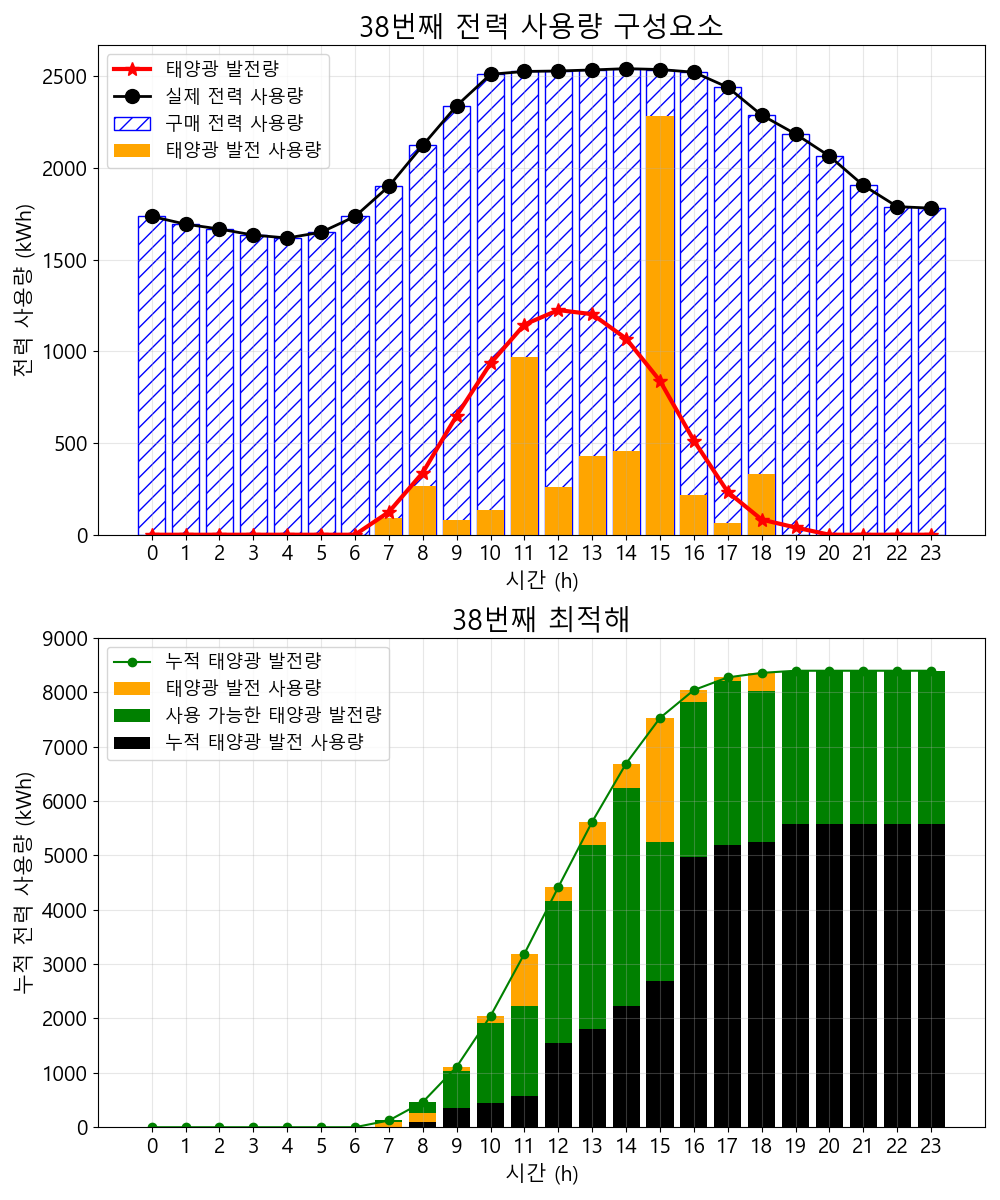 38번째 전력 사용량 구성요소
태양광 발전량
실제 전력 사용량
구매 전력 사용량
태양광 발전 사용량
전력 사용량 (kWh)
2500
2000
1500
1000
500
0
0 1 2 3 4 5 6 7 8 9 10 11 12 13 14 15 16 17 18 19 20 21 22 23
시간 (h)
38번째 최적해
누적 태양광 발전량
태양광 발전 사용량
사용 가능한 태양광 발전량
누적 태양광 발전 사용량
누적 전력 사용량 (kWh)
9000
8000
7000
6000
5000
4000
3000
2000
1000
0
0 1 2 3 4 5 6 7 8 9 10 11 12 13 14 15 16 17 18 19 20 21 22 23
시간 (h)